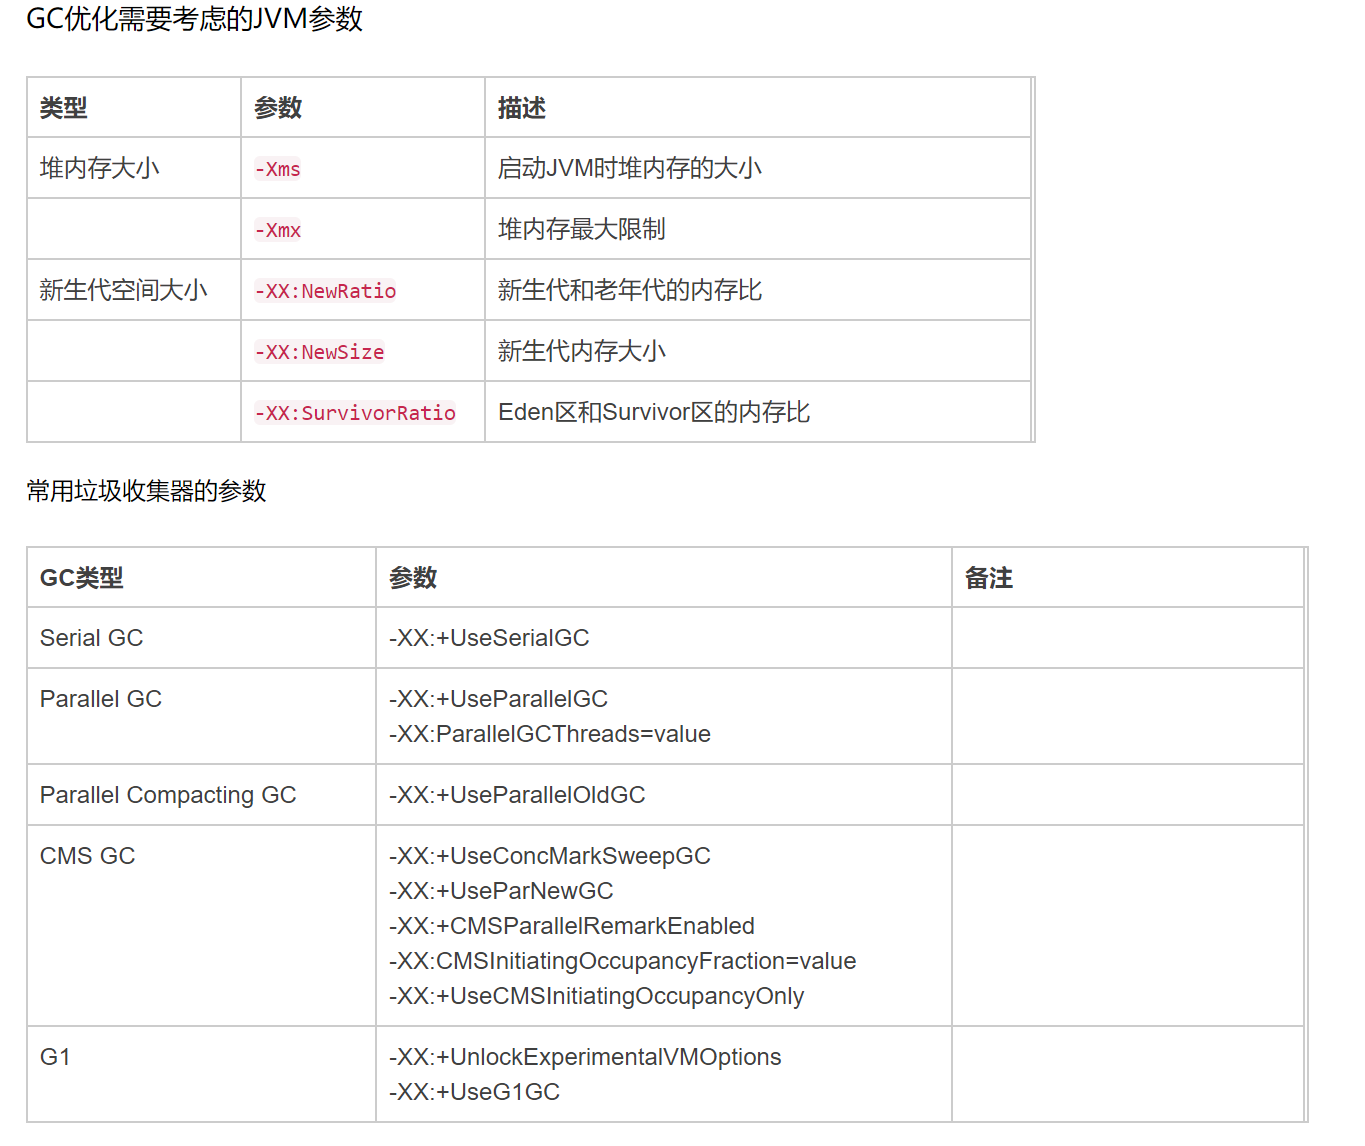 GC优化需要考虑的JVM参数
类型 参数 描述
堆内存大小 -Xms 启动JVM时堆内存的大小
-Xmx 堆内存最大限制
新生代空间大小 -XX:NewRatio 新生代和老年代的内存比
-XX:NewSize 新生代内存大小
-XX:SurvivorRatio Eden区和Survivor区的内存比
常用垃圾收集器的参数
GC类型 参数 备注
Serial GC -XX:+UseSerialGC
Parallel GC -XX:+UseParallelGC
-XX:ParallelGCThreads=value
Parallel Compacting GC -XX:+UseParallelOldGC
CMS GC -XX:+UseConcMarkSweepGC
-XX:+UseParNewGC
-XX:+CMSParallelRemarkEnabled
-XX:CMSInitiatingOccupancyFraction=value
-XX:+UseCMSInitiatingOccupancyOnly
G1 -XX:+UnlockExperimentalVMOptions
-XX:+UseG1GC